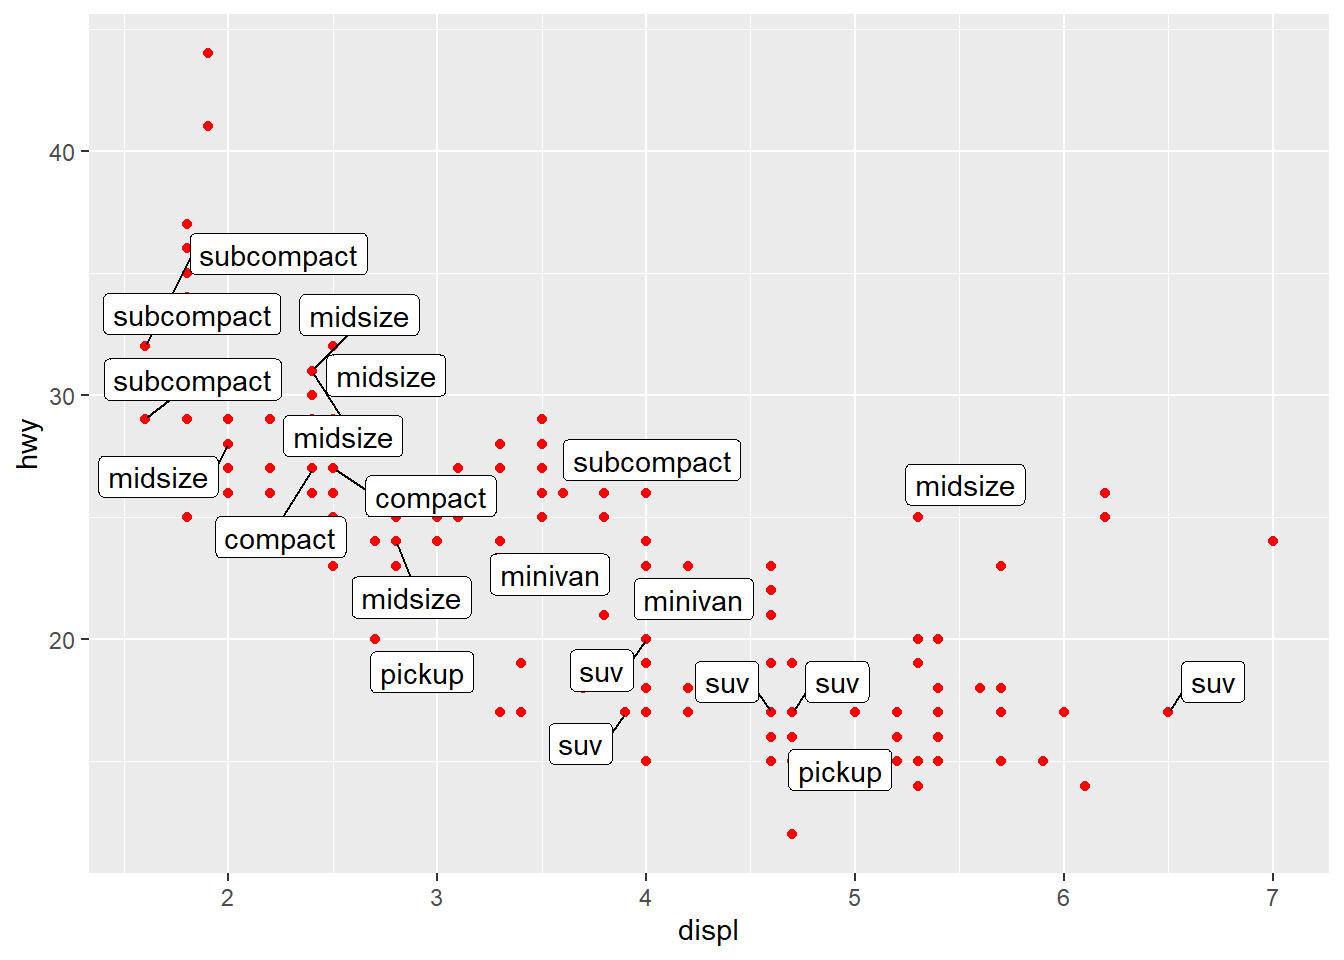 40
30
20
hwy
subcompact
subcompact
midsize
midsize
subcompact
midsize
subcompact
midsize
midsize
compact
compact
minivan
midsize
minivan
pickup
suv
suv
suv
suv
suv
pickup
2
3
4
5
6
7
displ